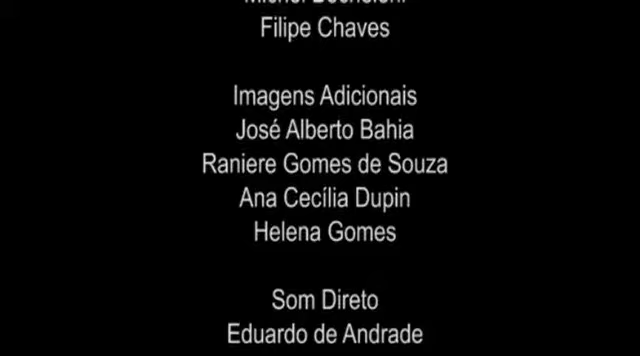 Filipe Chaves
Imagens Adicionais
José Alberto Bahia
Raniere Gomes de Souza
Ana Cecília Dupin
Helena Gomes
Som Direto
Eduardo de Andrade